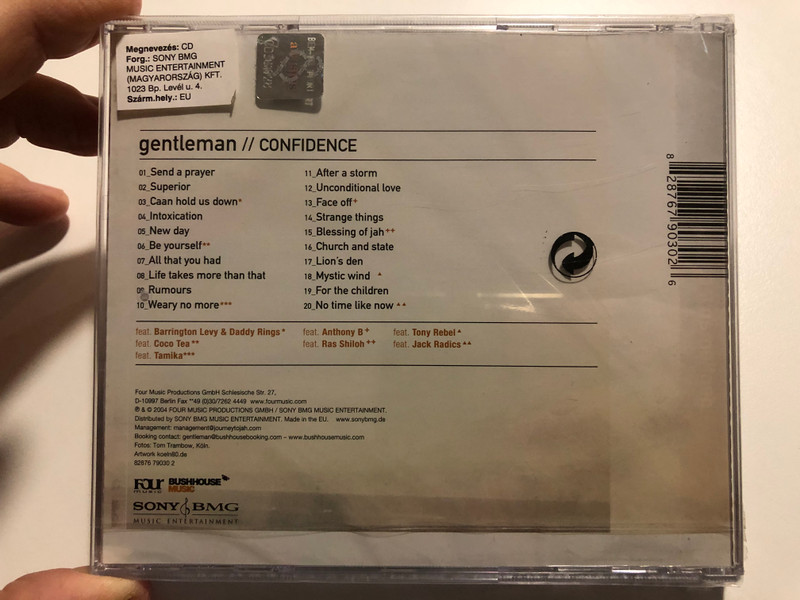 Megnevezés: CD
Forg.: SONY BMG
MUSIC ENTERTAINMENT
(MAGYARORSZÁG) KFT.
1023 Bp. Levél u. 4.
Szárm.hely.: EU
gentleman // CONFIDENCE
01_Send a prayer
02_Superior
03_Caan hold us down*
04_Intoxication
05_New day
06_Be yourself**
07_All that you had
08_Life takes more than that
09_Rumours
10_Weary no more***
11_After a storm
12_Unconditional love
13_Face off+
14_Strange things
15_Blessing of jah++
16_Church and state
17_Lion's den
18_Mystic wind ▲
19_For the children
20_No time like now ▲▲
feat. Barrington Levy & Daddy Rings*
feat. Coco Tea**
feat. Tamika***
feat. Anthony B+
feat. Ras Shiloh++
feat. Tony Rebel▲
feat. Jack Radics▲▲
8 28767 90302 6
Four Music Productions GmbH Schlesische Str. 27,
D-10997 Berlin Fax **49 (0)30/7262 4449 www.fourmusic.com
℗ & © 2004 FOUR MUSIC PRODUCTIONS GMBH / SONY BMG MUSIC ENTERTAINMENT.
Distributed by SONY BMG MUSIC ENTERTAINMENT. Made in the EU. www.sonybmg.de
Management: management@journeytojah.com
Booking contact: gentleman@bushhousebooking.com – www.bushhousemusic.com
Fotos: Tom Trambow, Köln.
Artwork koeln80.de
82876 79030 2
FOUR MUSIC
BUSHHOUSE MUSIC
SONY BMG
MUSIC ENTERTAINMENT